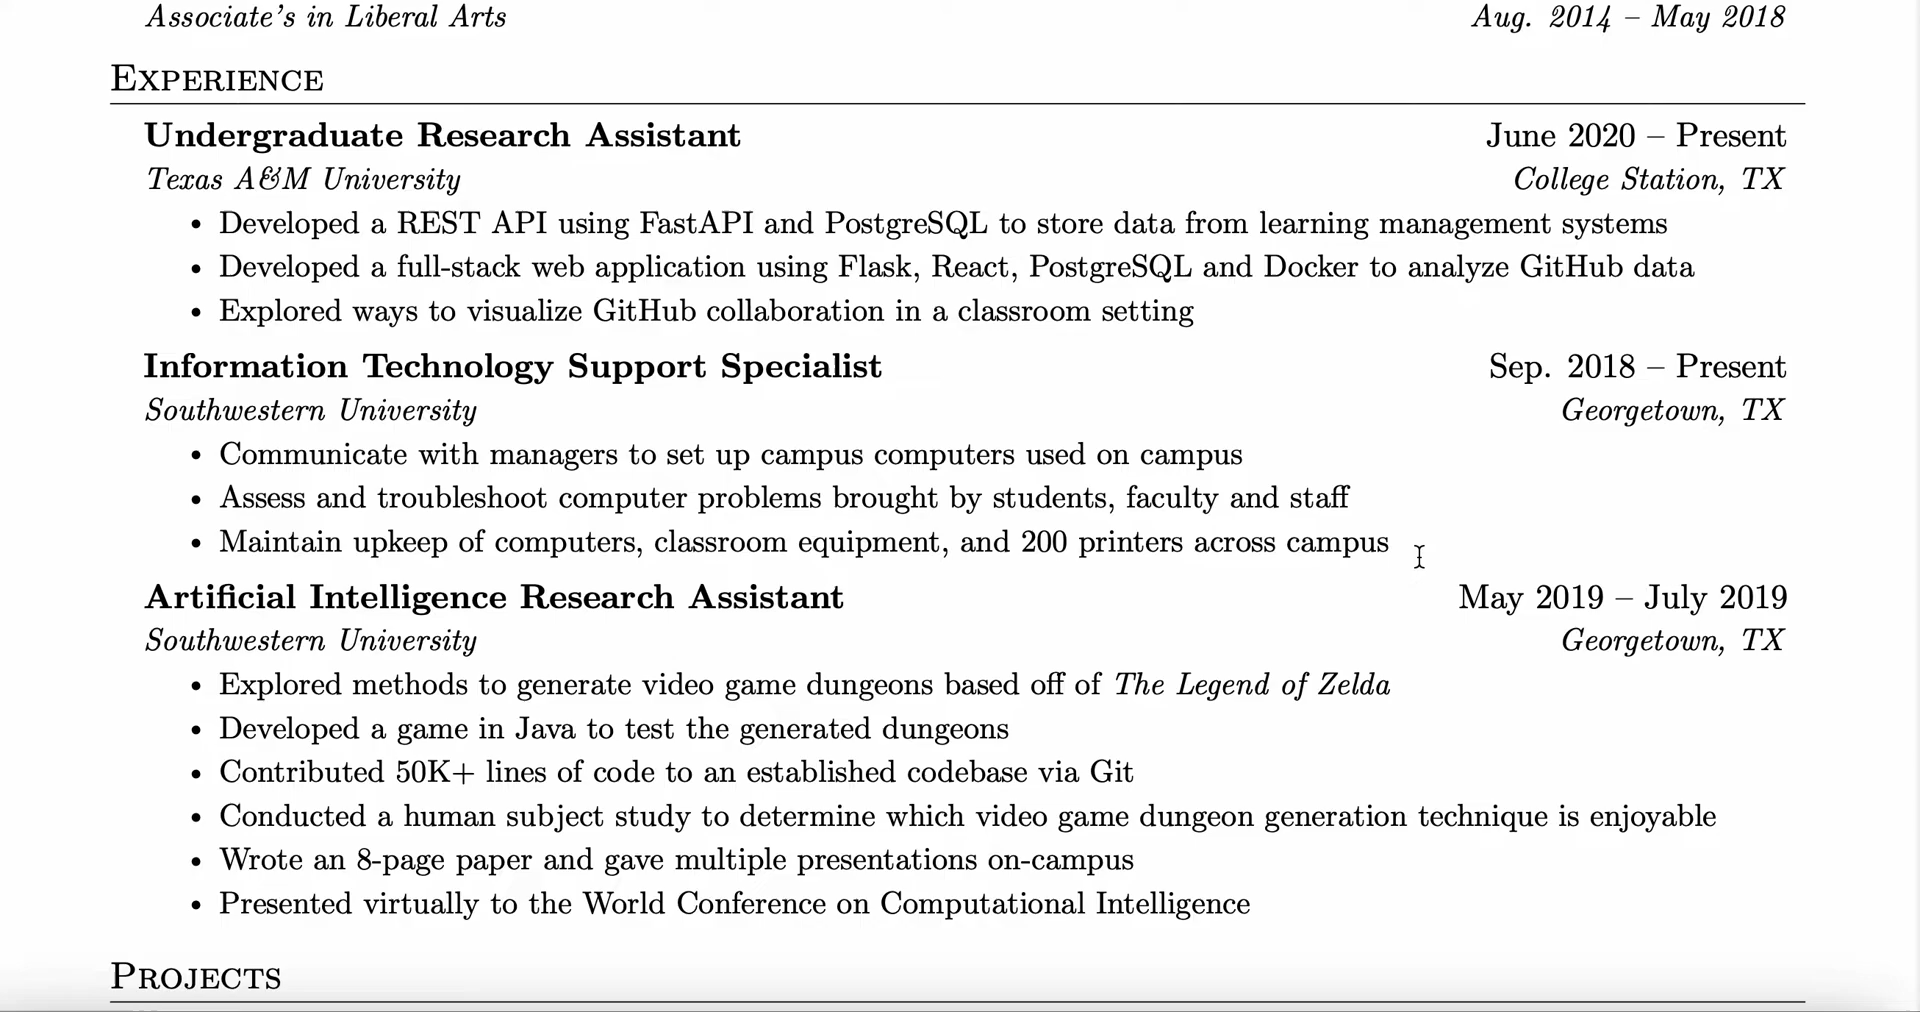 Associate's in Liberal Arts Aug. 2014 – May 2018
EXPERIENCE
Undergraduate Research Assistant June 2020 – Present
Texas A&M University College Station, TX
• Developed a REST API using FastAPI and PostgreSQL to store data from learning management systems
• Developed a full-stack web application using Flask, React, PostgreSQL and Docker to analyze GitHub data
• Explored ways to visualize GitHub collaboration in a classroom setting
Information Technology Support Specialist Sep. 2018 – Present
Southwestern University Georgetown, TX
• Communicate with managers to set up campus computers used on campus
• Assess and troubleshoot computer problems brought by students, faculty and staff
• Maintain upkeep of computers, classroom equipment, and 200 printers across campus
Artificial Intelligence Research Assistant May 2019 – July 2019
Southwestern University Georgetown, TX
• Explored methods to generate video game dungeons based off of The Legend of Zelda
• Developed a game in Java to test the generated dungeons
• Contributed 50K+ lines of code to an established codebase via Git
• Conducted a human subject study to determine which video game dungeon generation technique is enjoyable
• Wrote an 8-page paper and gave multiple presentations on-campus
• Presented virtually to the World Conference on Computational Intelligence
PROJECTS